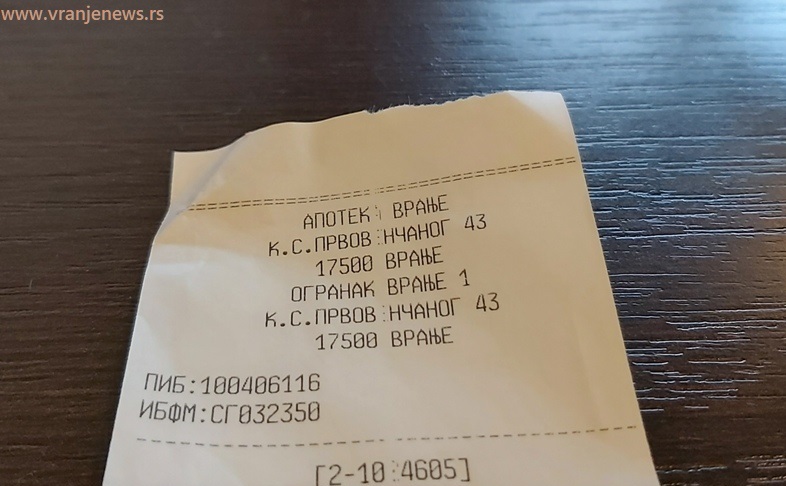 www.vranjenews.rs
АПОТЕК ВРАЊЕ
К.С.ПРВОВ НЧАНОГ 43
17500 ВРАЊЕ
ОГРАНАК ВРАЊЕ 1
К.С.ПРВОВ НЧАНОГ 43
17500 ВРАЊЕ
ПИБ:100406116
ИБФМ:СГ032350
[2-10 4605]